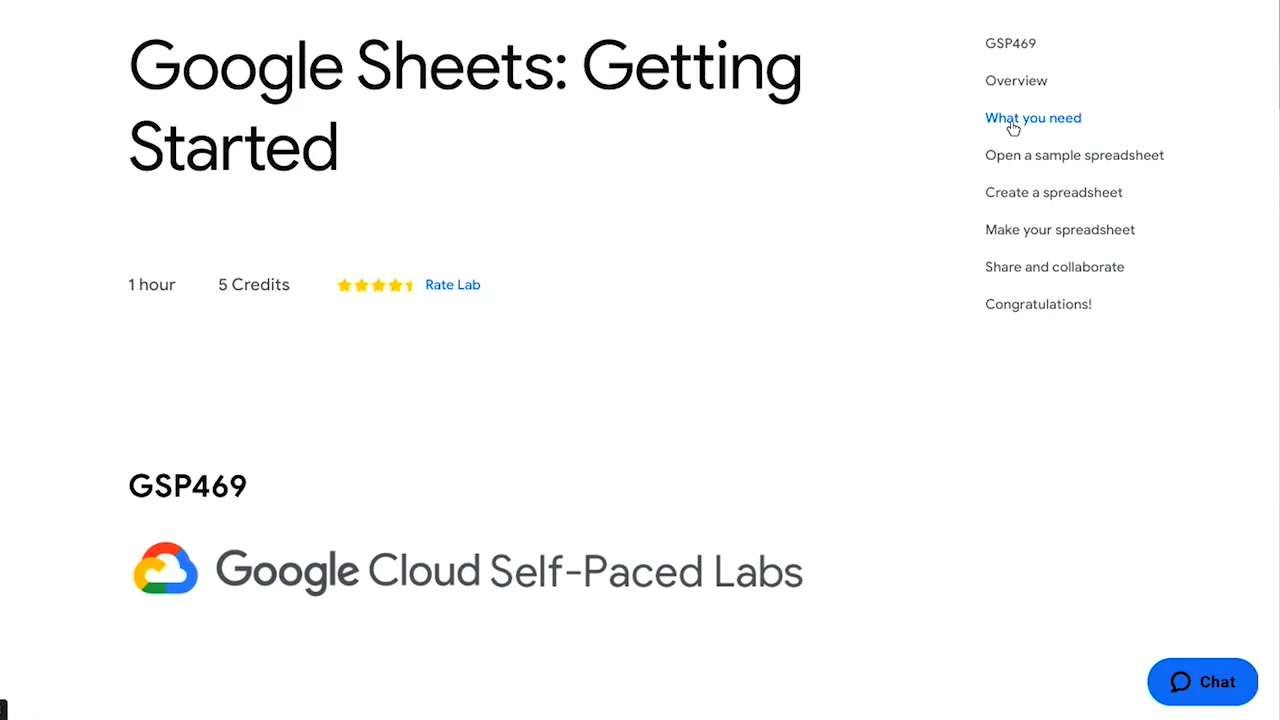 Google Sheets: Getting
Started
1 hour
5 Credits
Rate Lab
GSP469
Google Cloud Self-Paced Labs
GSP469
Overview
What you need
Open a sample spreadsheet
Create a spreadsheet
Make your spreadsheet
Share and collaborate
Congratulations!
Chat